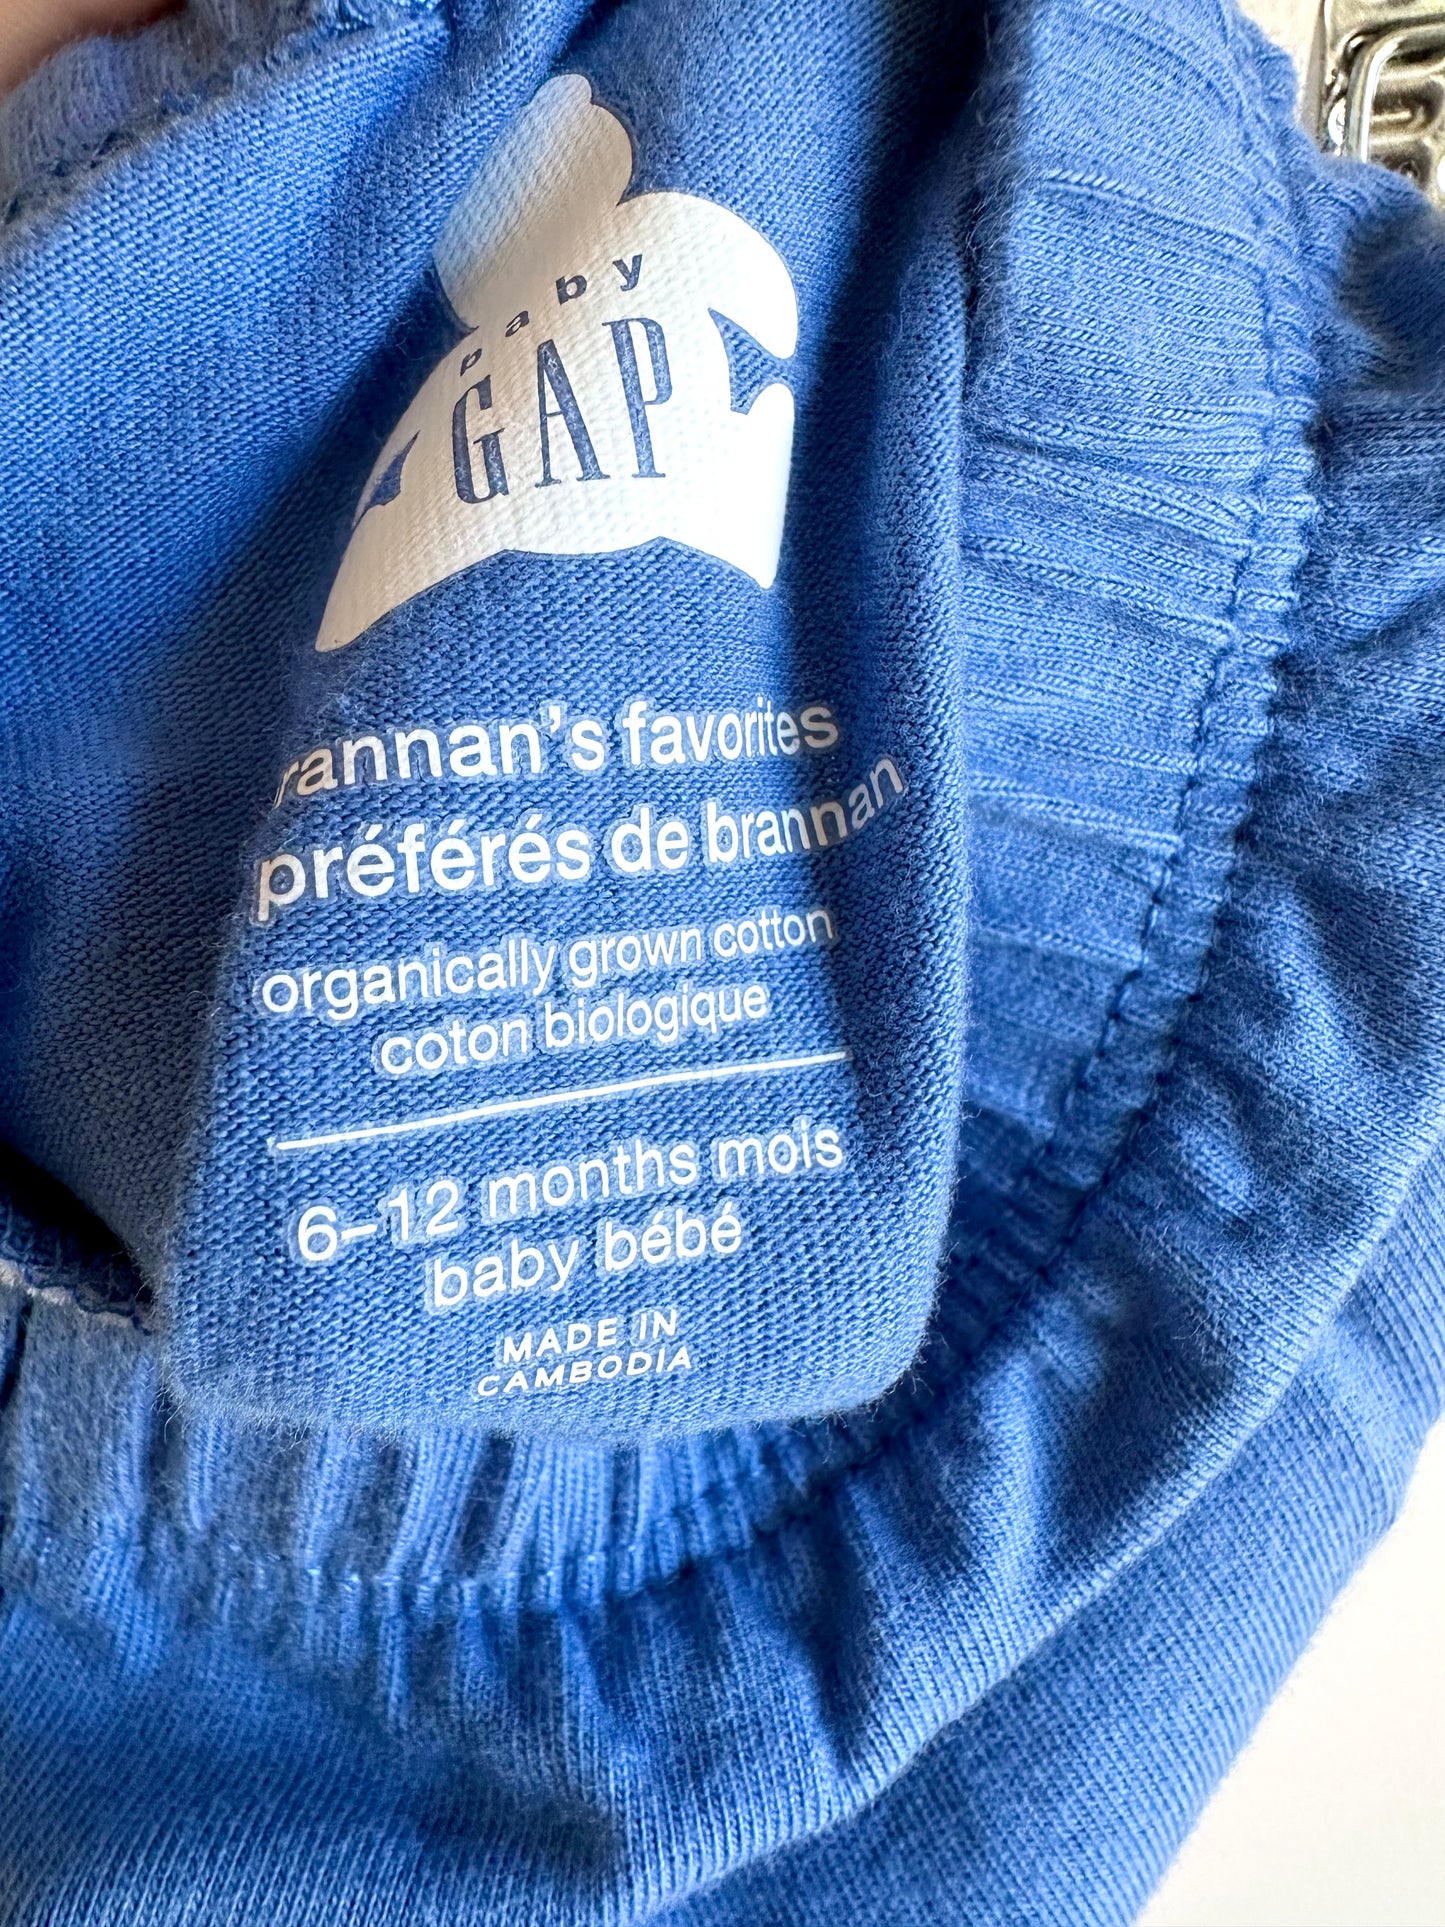 baby
GAP
brannan's favorites
préférés de brannan
organically grown cotton
coton biologique
6–12 months mois
baby bébé
MADE IN
CAMBODIA